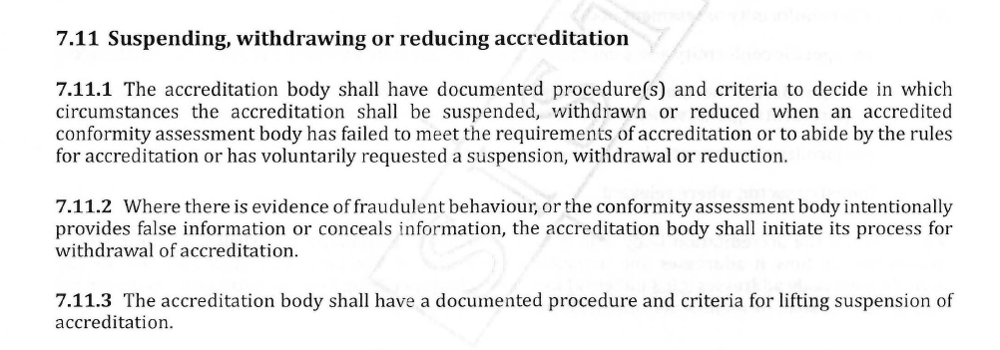 7.11 Suspending, withdrawing or reducing accreditation
7.11.1 The accreditation body shall have documented procedure(s) and criteria to decide in which
circumstances the accreditation shall be suspended, withdrawn or reduced when an accredited
conformity assessment body has failed to meet the requirements of accreditation or to abide by the rules
for accreditation or has voluntarily requested a suspension, withdrawal or reduction.
7.11.2 Where there is evidence of fraudulent behaviour, or the conformity assessment body intentionally
provides false information or conceals information, the accreditation body shall initiate its process for
withdrawal of accreditation.
7.11.3 The accreditation body shall have a documented procedure and criteria for lifting suspension of
accreditation.